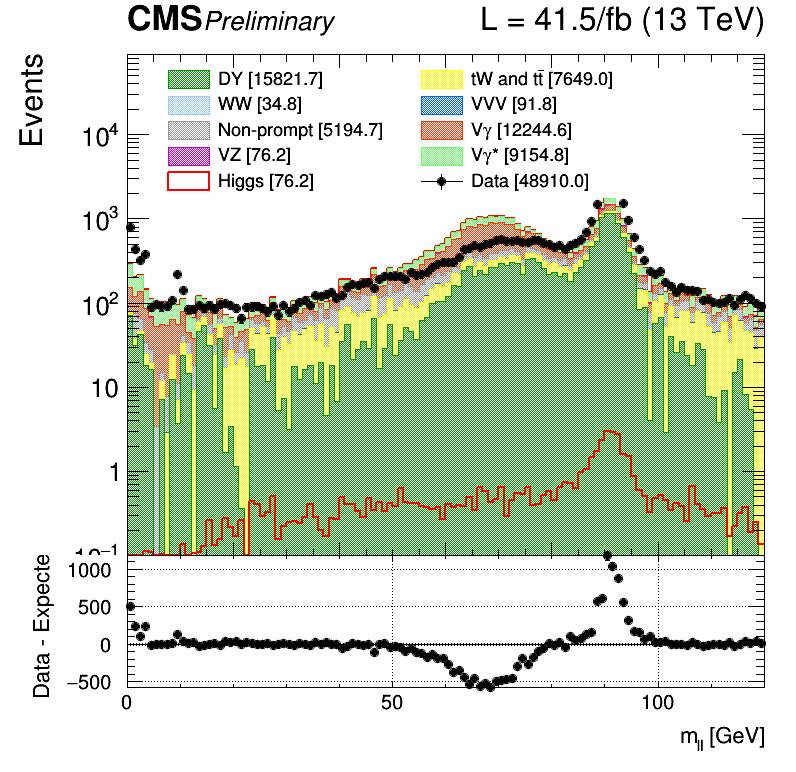 CMS Preliminary L = 41.5/fb (13 TeV)
Events
DY [15821.7] tW and tt̄ [7649.0]
WW [34.8] VVV [91.8]
Non-prompt [5194.7] Vγ [12244.6]
VZ [76.2] Vγ* [9154.8]
Higgs [76.2] Data [48910.0]
10⁴
10³
10²
10
1
10⁻¹
Data - Expecte
1000
500
0
−500
0 50 100
m_ll [GeV]